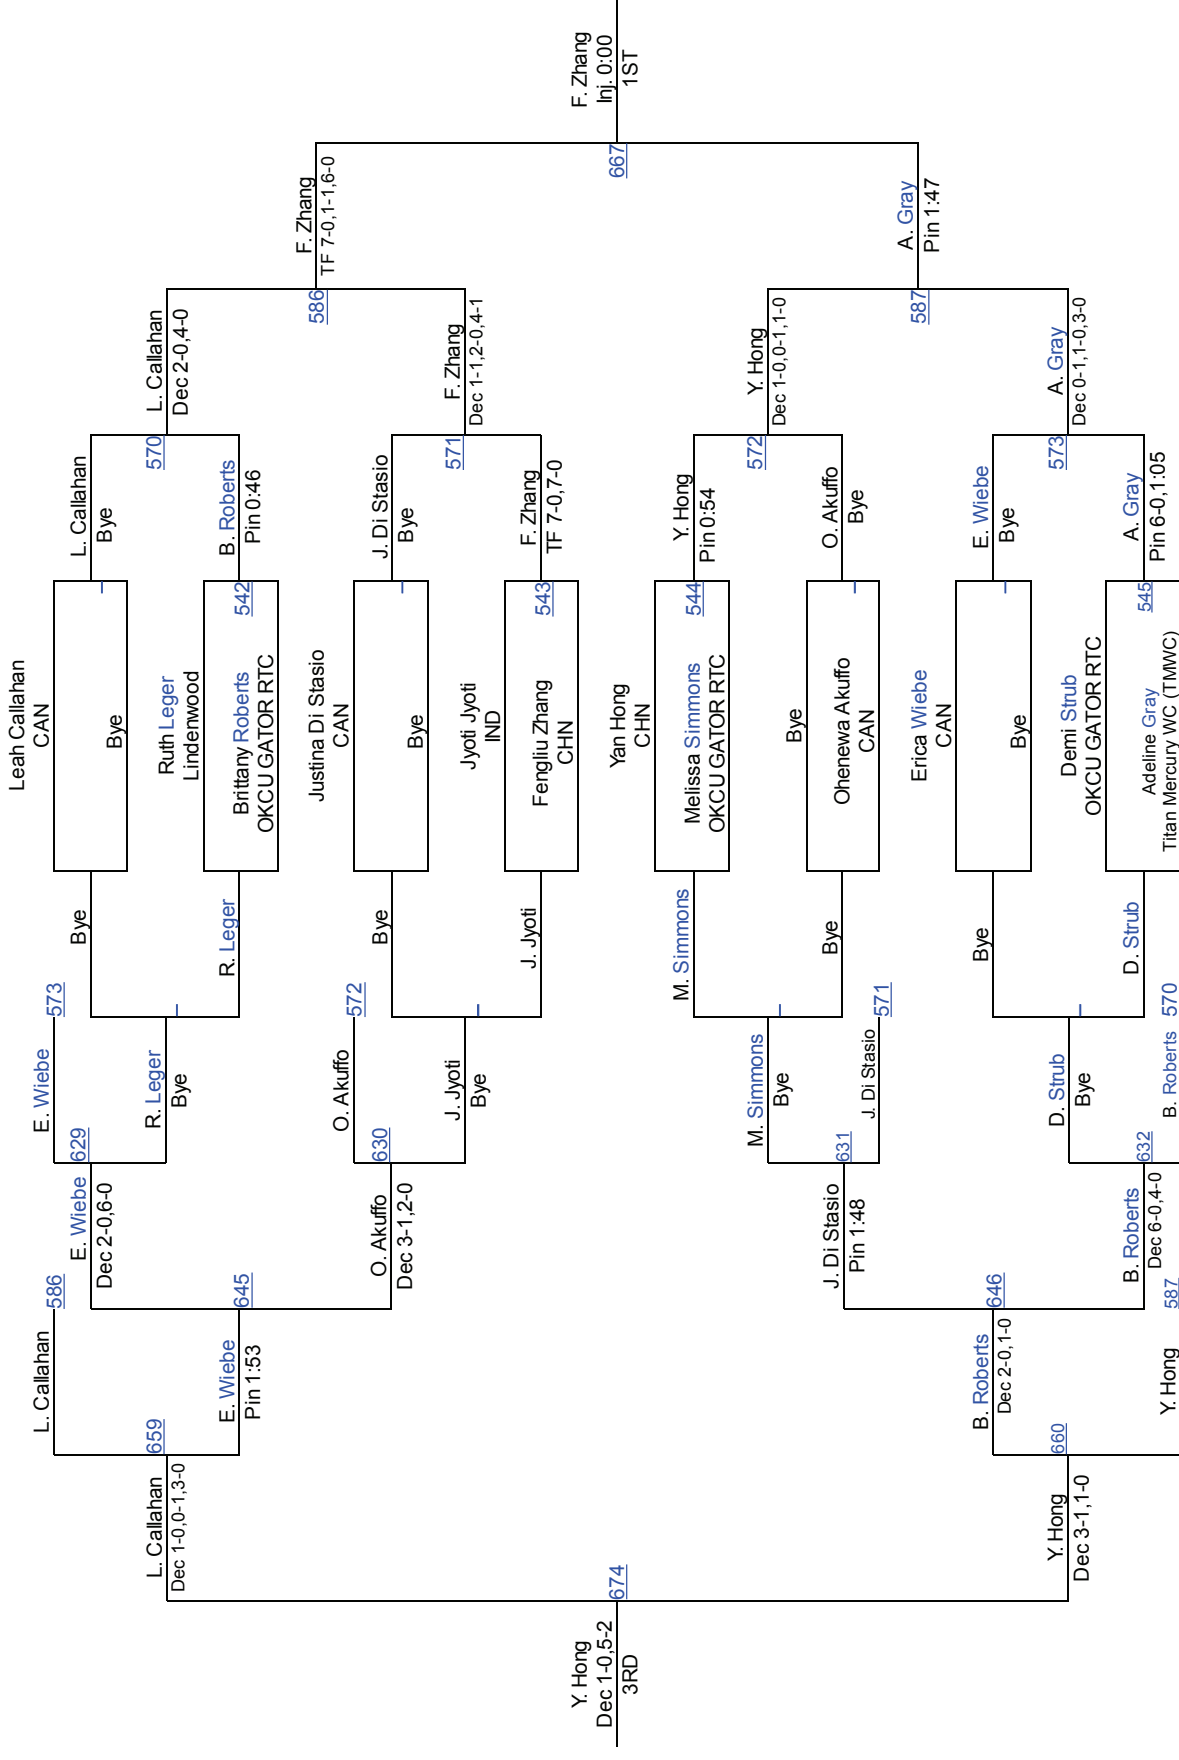 Leah Callahan
CAN
Bye
Ruth Leger
Lindenwood
Brittany Roberts
OKCU GATOR RTC
542
Justina Di Stasio
CAN
Bye
Jyoti Jyoti
IND
Fengliu Zhang
CHN
543
Yan Hong
CHN
Melissa Simmons
OKCU GATOR RTC
544
Bye
Ohenewa Akuffo
CAN
Erica Wiebe
CAN
Bye
Demi Strub
OKCU GATOR RTC
Adeline Gray
Titan Mercury WC (TMWC)
545
L. Callahan
Bye
570
B. Roberts
Pin 0:46
J. Di Stasio
Bye
571
F. Zhang
TF 7-0,7-0
Y. Hong
Pin 0:54
572
O. Akuffo
Bye
E. Wiebe
Bye
573
A. Gray
Pin 6-0,1:05
L. Callahan
Dec 2-0,4-0
586
F. Zhang
Dec 1-1,2-0,4-1
Y. Hong
Dec 1-0,0-1,1-0
587
A. Gray
Dec 0-1,1-0,3-0
F. Zhang
TF 7-0,1-1,6-0
667
A. Gray
Pin 1:47
F. Zhang
Inj. 0:00
1ST
Bye
R. Leger
Bye
J. Jyoti
M. Simmons
Bye
Bye
D. Strub
E. Wiebe
573
629
R. Leger
Bye
O. Akuffo
572
630
J. Jyoti
Bye
M. Simmons
Bye
631
J. Di Stasio
571
D. Strub
Bye
632
B. Roberts
570
L. Callahan
586
E. Wiebe
Dec 2-0,6-0
645
O. Akuffo
Dec 3-1,2-0
J. Di Stasio
Pin 1:48
646
B. Roberts
Dec 6-0,4-0
587
659
E. Wiebe
Pin 1:53
B. Roberts
Dec 2-0,1-0
660
Y. Hong
L. Callahan
Dec 1-0,0-1,3-0
674
Y. Hong
Dec 3-1,1-0
Y. Hong
Dec 1-0,5-2
3RD